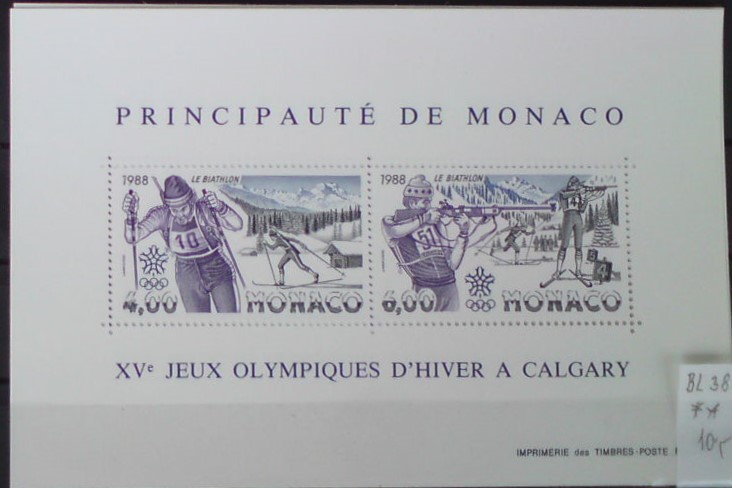 PRINCIPAUTÉ DE MONACO
1988 LE BIATHLON
10
4,00 MONACO
1988 LE BIATHLON
51
4
6,00 MONACO
XVe JEUX OLYMPIQUES D'HIVER A CALGARY
BL 38
**
10,-
IMPRIMERIE des TIMBRES-POSTE